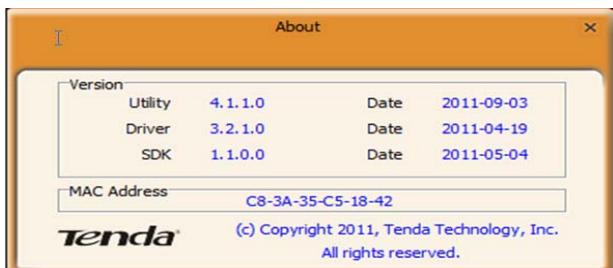 About
Version
Utility 4.1.1.0 Date 2011-09-03
Driver 3.2.1.0 Date 2011-04-19
SDK 1.1.0.0 Date 2011-05-04
MAC Address
C8-3A-35-C5-18-42
Tenda
(c) Copyright 2011, Tenda Technology, Inc.
All rights reserved.